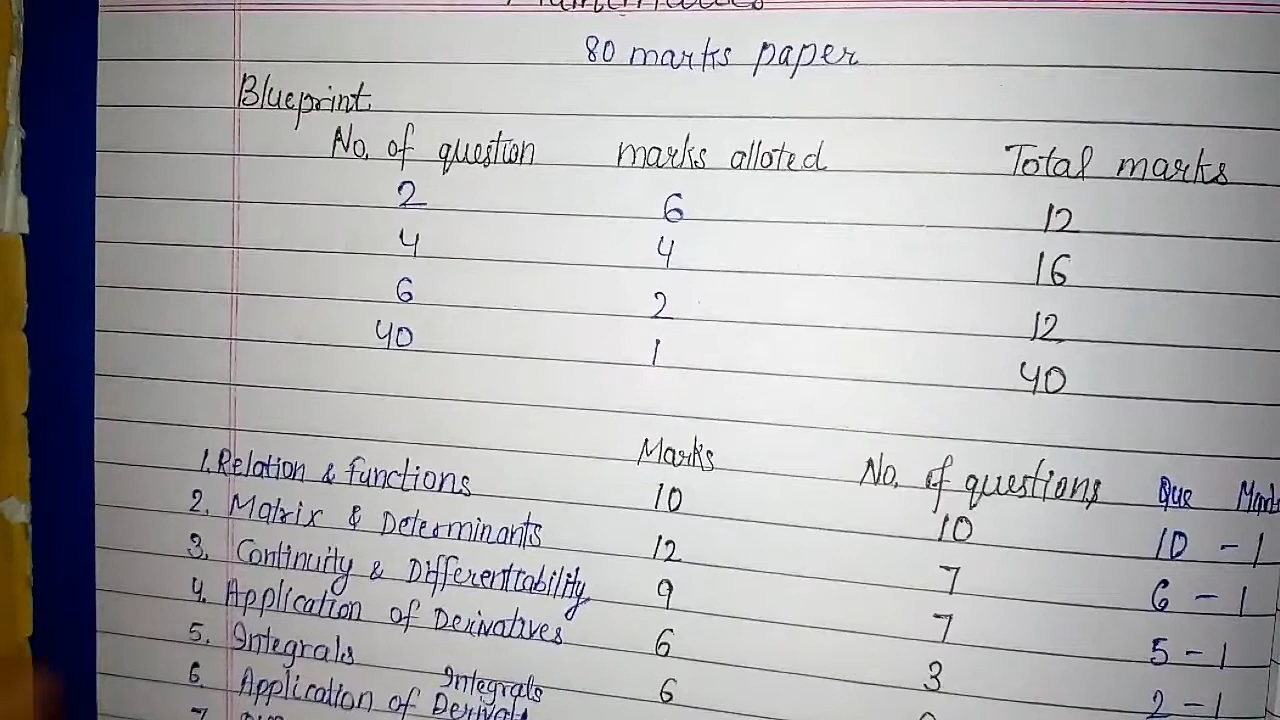 80 marks paper
Blueprint.
No. of question marks alloted Total marks
2 6 12
4 4 16
6 2 12
40 1 40
Marks No. of questions Que
1. Relation & functions 10 10 10 - 1
2. Matrix & Determinants 12 7 6 - 1
3. Continuity & Differenttability 9 7 5 - 1
4. Application of Derivatives 6 3 2 - 1
5. Integrals 6
6. Application of Integrals
7.